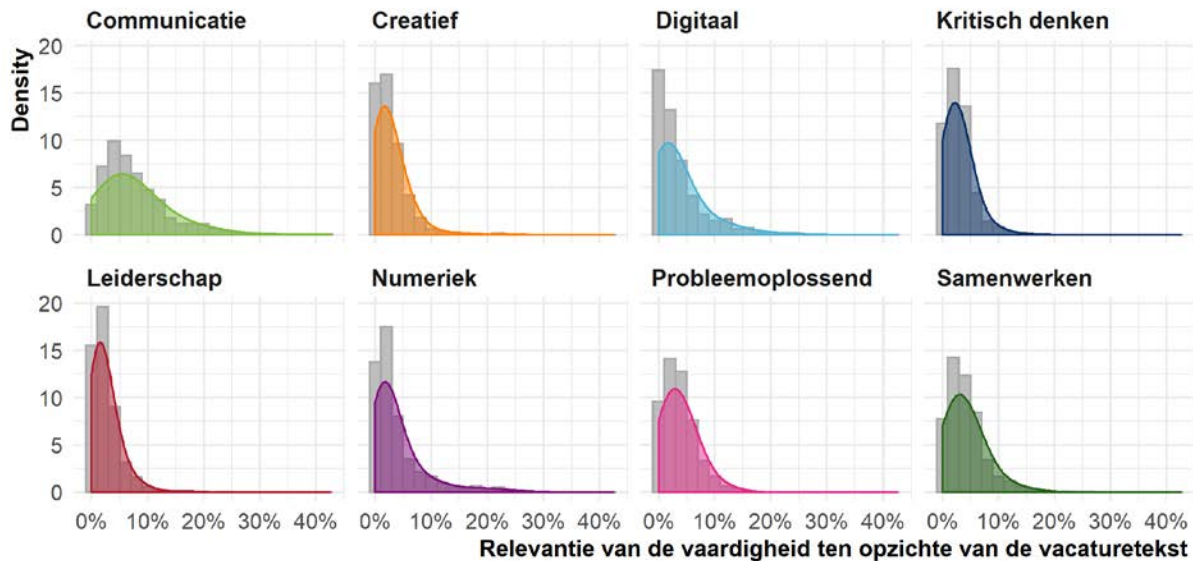 Communicatie Creatief Digitaal Kritisch denken
20
15
10
5
0
Density
Leiderschap Numeriek Probleemoplossend Samenwerken
20
15
10
5
0
0% 10% 20% 30% 40% 0% 10% 20% 30% 40% 0% 10% 20% 30% 40% 0% 10% 20% 30% 40%
Relevantie van de vaardigheid ten opzichte van de vacaturetekst